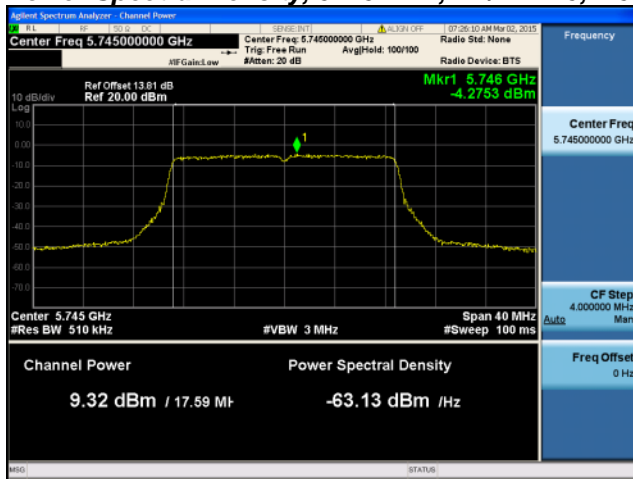 Agilent Spectrum Analyzer - Channel Power
RL RF 50 Ω DC SENSE:INT ALIGN OFF 07:26:10 AM Mar 02, 2015
Center Freq 5.745000000 GHz
Center Freq: 5.745000000 GHz
Radio Std: None
Trig: Free Run Avg|Hold: 100/100
#IFGain:Low
#Atten: 20 dB
Radio Device: BTS
Mkr1 5.746 GHz
-4.2753 dBm
Ref Offset 13.81 dB
10 dB/div Ref 20.00 dBm
Log
10.0
0.00
-10.0
-20.0
-30.0
-40.0
-50.0
-60.0
-70.0
1
Center 5.745 GHz
Span 40 MHz
#Res BW 510 kHz
#VBW 3 MHz
#Sweep 100 ms
Channel Power
Power Spectral Density
9.32 dBm / 17.59 MH
-63.13 dBm /Hz
MSG
STATUS
Frequency
Center Freq
5.745000000 GHz
CF Step
4.000000 MHz
Auto Man
Freq Offset
0 Hz